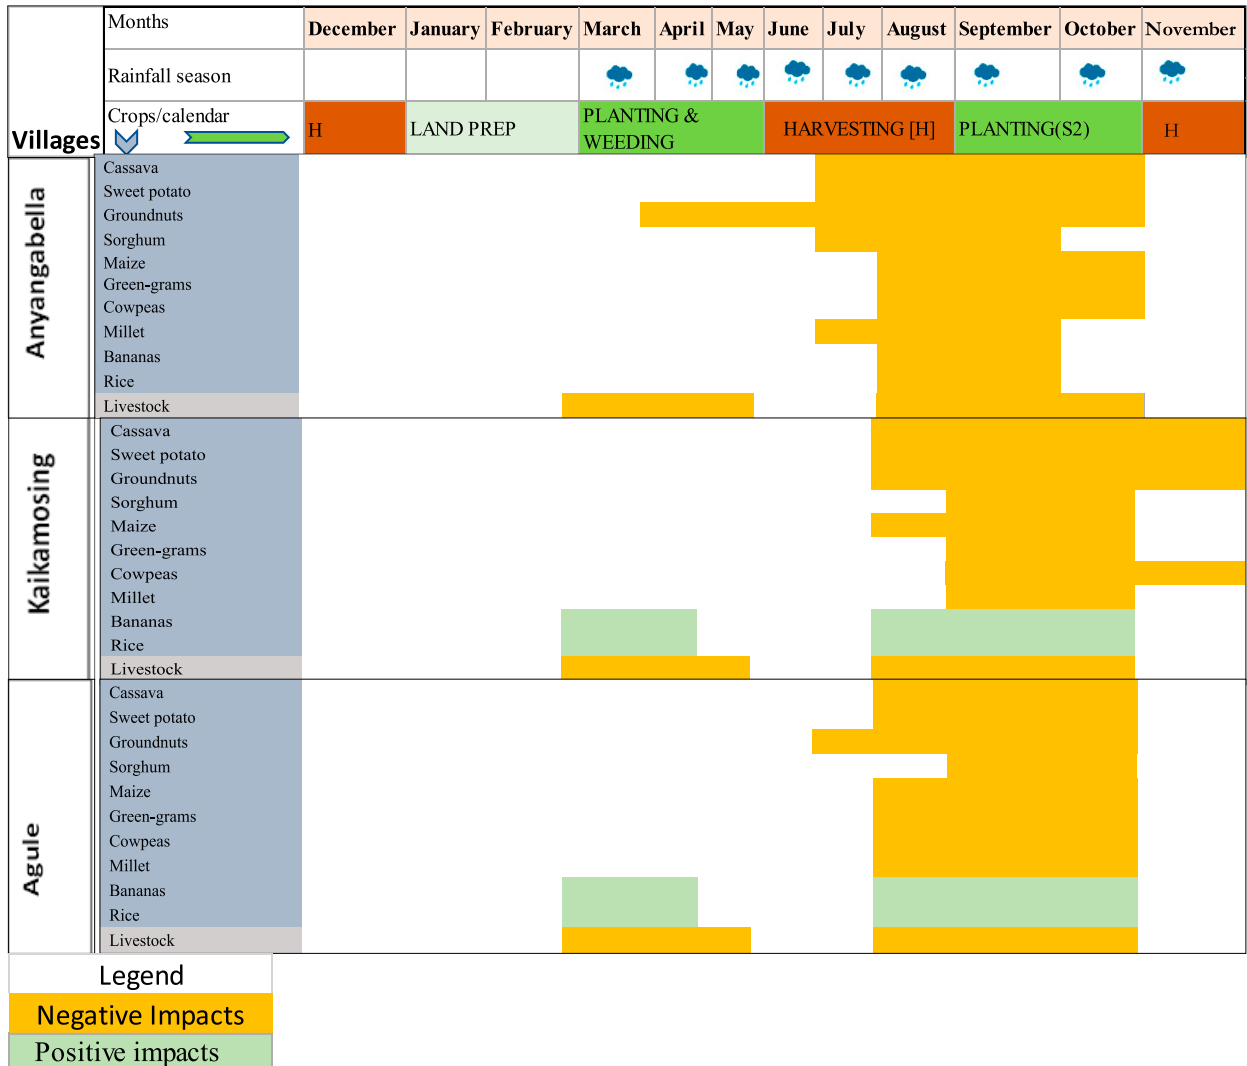 Months December January February March April May June July August September October November
Rainfall season
Crops/calendar
Villages
H LAND PREP PLANTING & WEEDING HARVESTING [H] PLANTING(S2) H
Anyangabella
Cassava
Sweet potato
Groundnuts
Sorghum
Maize
Green-grams
Cowpeas
Millet
Bananas
Rice
Livestock
Kaikamosing
Cassava
Sweet potato
Groundnuts
Sorghum
Maize
Green-grams
Cowpeas
Millet
Bananas
Rice
Livestock
Agule
Cassava
Sweet potato
Groundnuts
Sorghum
Maize
Green-grams
Cowpeas
Millet
Bananas
Rice
Livestock
Legend
Negative Impacts
Positive impacts